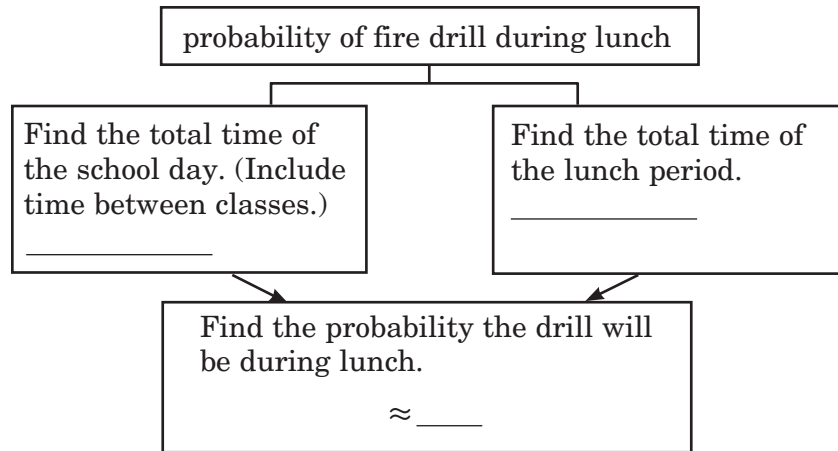 probability of fire drill during lunch
Find the total time of
the school day. (Include
time between classes.)
Find the total time of
the lunch period.
Find the probability the drill will
be during lunch.
≈